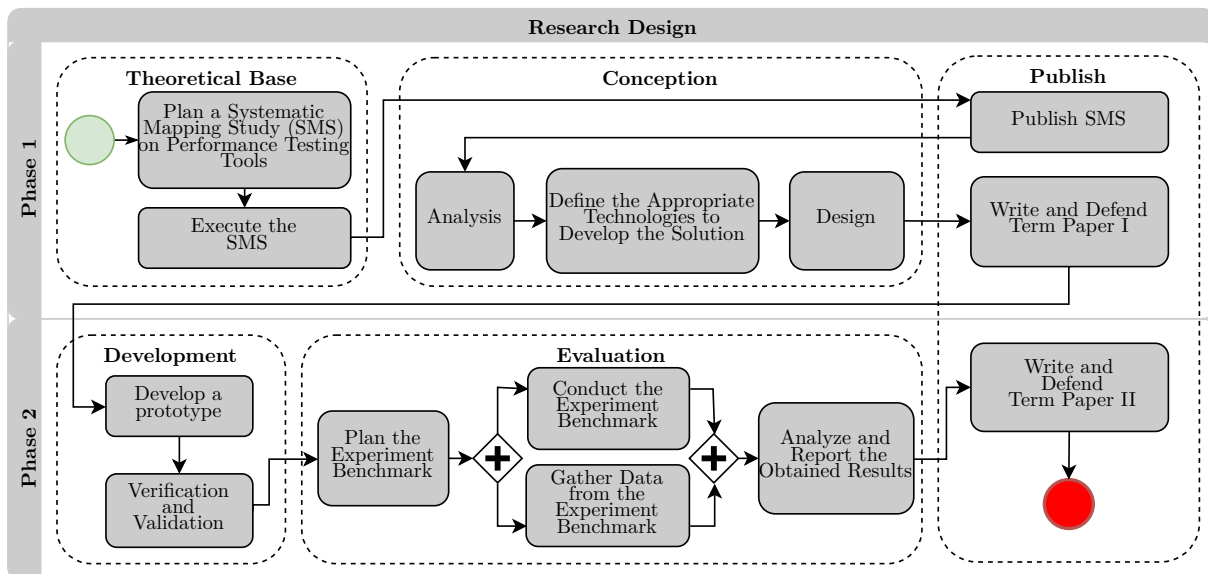 Research Design
Phase 1
Theoretical Base
Plan a Systematic
Mapping Study (SMS)
on Performance Testing
Tools
Execute the
SMS
Conception
Analysis
Define the Appropriate
Technologies to
Develop the Solution
Design
Publish
Publish SMS
Write and Defend
Term Paper I
Phase 2
Development
Develop a
prototype
Verification
and
Validation
Evaluation
Plan the
Experiment
Benchmark
Conduct the
Experiment
Benchmark
Gather Data
from the
Experiment
Benchmark
Analyze and
Report the
Obtained Results
Write and
Defend
Term Paper II